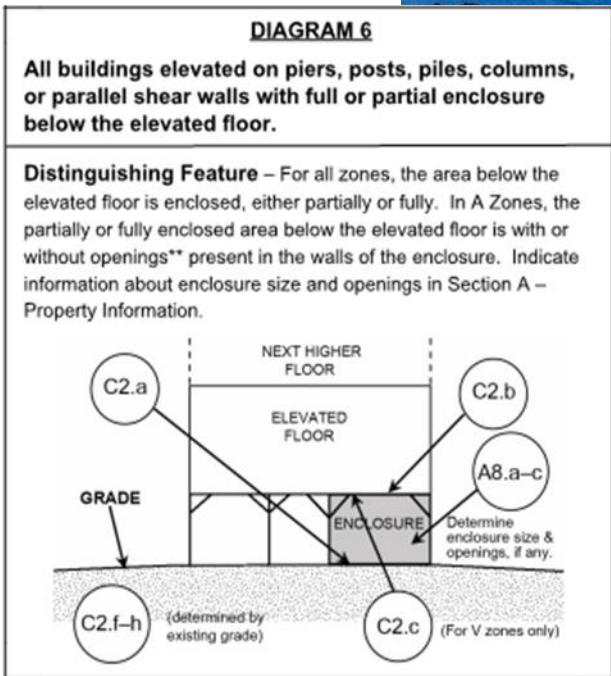 DIAGRAM 6
All buildings elevated on piers, posts, piles, columns,
or parallel shear walls with full or partial enclosure
below the elevated floor.
Distinguishing Feature – For all zones, the area below the
elevated floor is enclosed, either partially or fully. In A Zones, the
partially or fully enclosed area below the elevated floor is with or
without openings** present in the walls of the enclosure. Indicate
information about enclosure size and openings in Section A –
Property Information.
NEXT HIGHER
FLOOR
C2.a
C2.b
ELEVATED
FLOOR
A8.a–c
GRADE
ENCLOSURE
Determine
enclosure size &
openings, if any.
C2.f–h
(determined by
existing grade)
C2.c
(For V zones only)